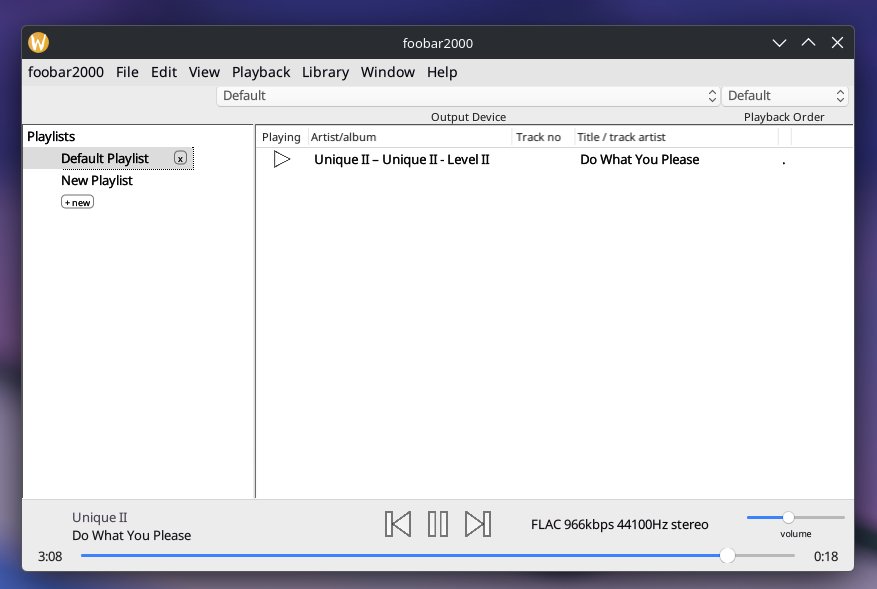 foobar2000
foobar2000 File Edit View Playback Library Window Help
Default Default
Output Device Playback Order
Playlists
Default Playlist x
New Playlist
+ new
Playing Artist/album Track no Title / track artist
Unique II – Unique II - Level II Do What You Please .
Unique II
Do What You Please
FLAC 966kbps 44100Hz stereo
volume
3:08 0:18